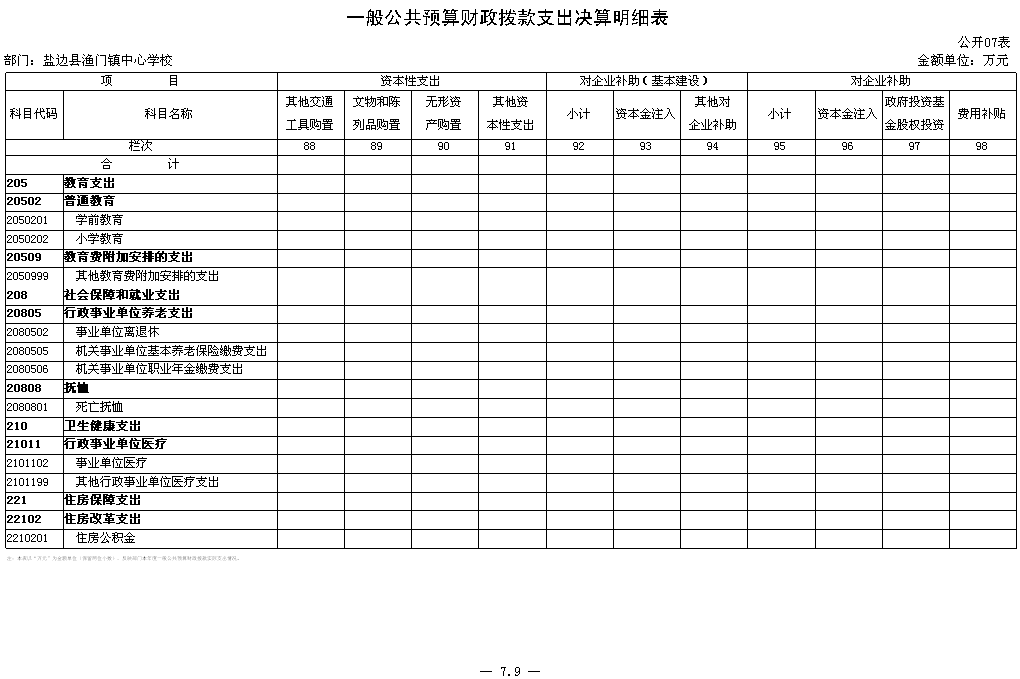 一般公共预算财政拨款支出决算明细表
公开07表
部门：盐边县渔门镇中心学校 金额单位：万元
项 目 资本性支出 对企业补助（基本建设） 对企业补助
科目代码 科目名称 其他交通工具购置 文物和陈列品购置 无形资产购置 其他资本性支出 小计 资本金注入 其他对企业补助 小计 资本金注入 政府投资基金股权投资 费用补贴
栏次 88 89 90 91 92 93 94 95 96 97 98
合 计
205 教育支出
20502 普通教育
2050201 学前教育
2050202 小学教育
20509 教育费附加安排的支出
2050999 其他教育费附加安排的支出
208 社会保障和就业支出
20805 行政事业单位养老支出
2080502 事业单位离退休
2080505 机关事业单位基本养老保险缴费支出
2080506 机关事业单位职业年金缴费支出
20808 抚恤
2080801 死亡抚恤
210 卫生健康支出
21011 行政事业单位医疗
2101102 事业单位医疗
2101199 其他行政事业单位医疗支出
221 住房保障支出
22102 住房改革支出
2210201 住房公积金
— 7.9 —